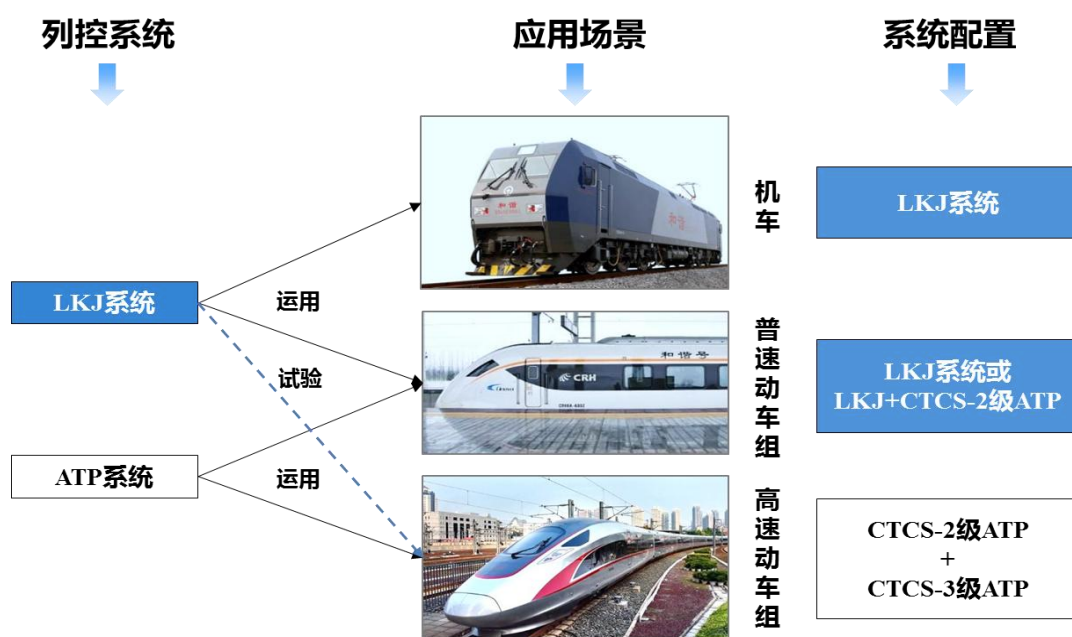 列控系统
应用场景
系统配置
机车
LKJ系统
和谐
LKJ系统
运用
试验
普速动车组
和谐号
CRH
LKJ系统或
LKJ+CTCS-2级ATP
ATP系统
运用
高速动车组
CTCS-2级ATP
+
CTCS-3级ATP